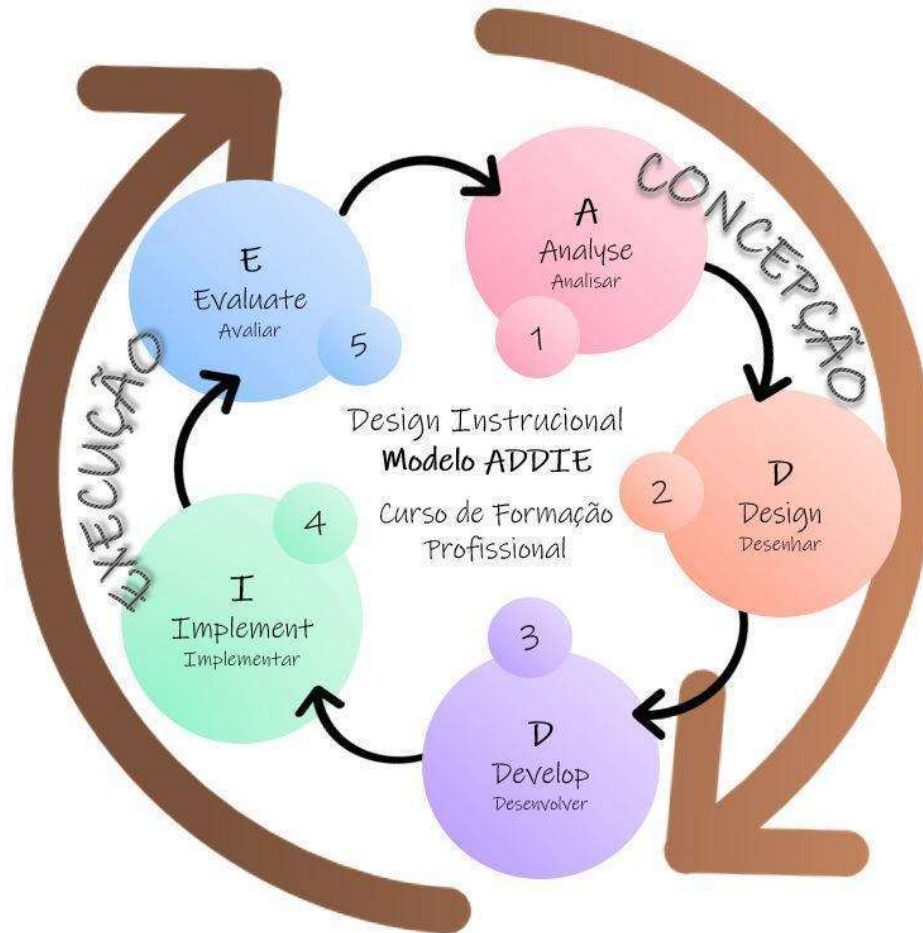 CONCEPÇÃO
A
Analyse
Analisar
1
D
Design
Desenhar
2
3
D
Develop
Desenvolver
4
I
Implement
Implementar
E
Evaluate
Avaliar
5
EXECUÇÃO
Design Instrucional
Modelo ADDIE
Curso de Formação
Profissional